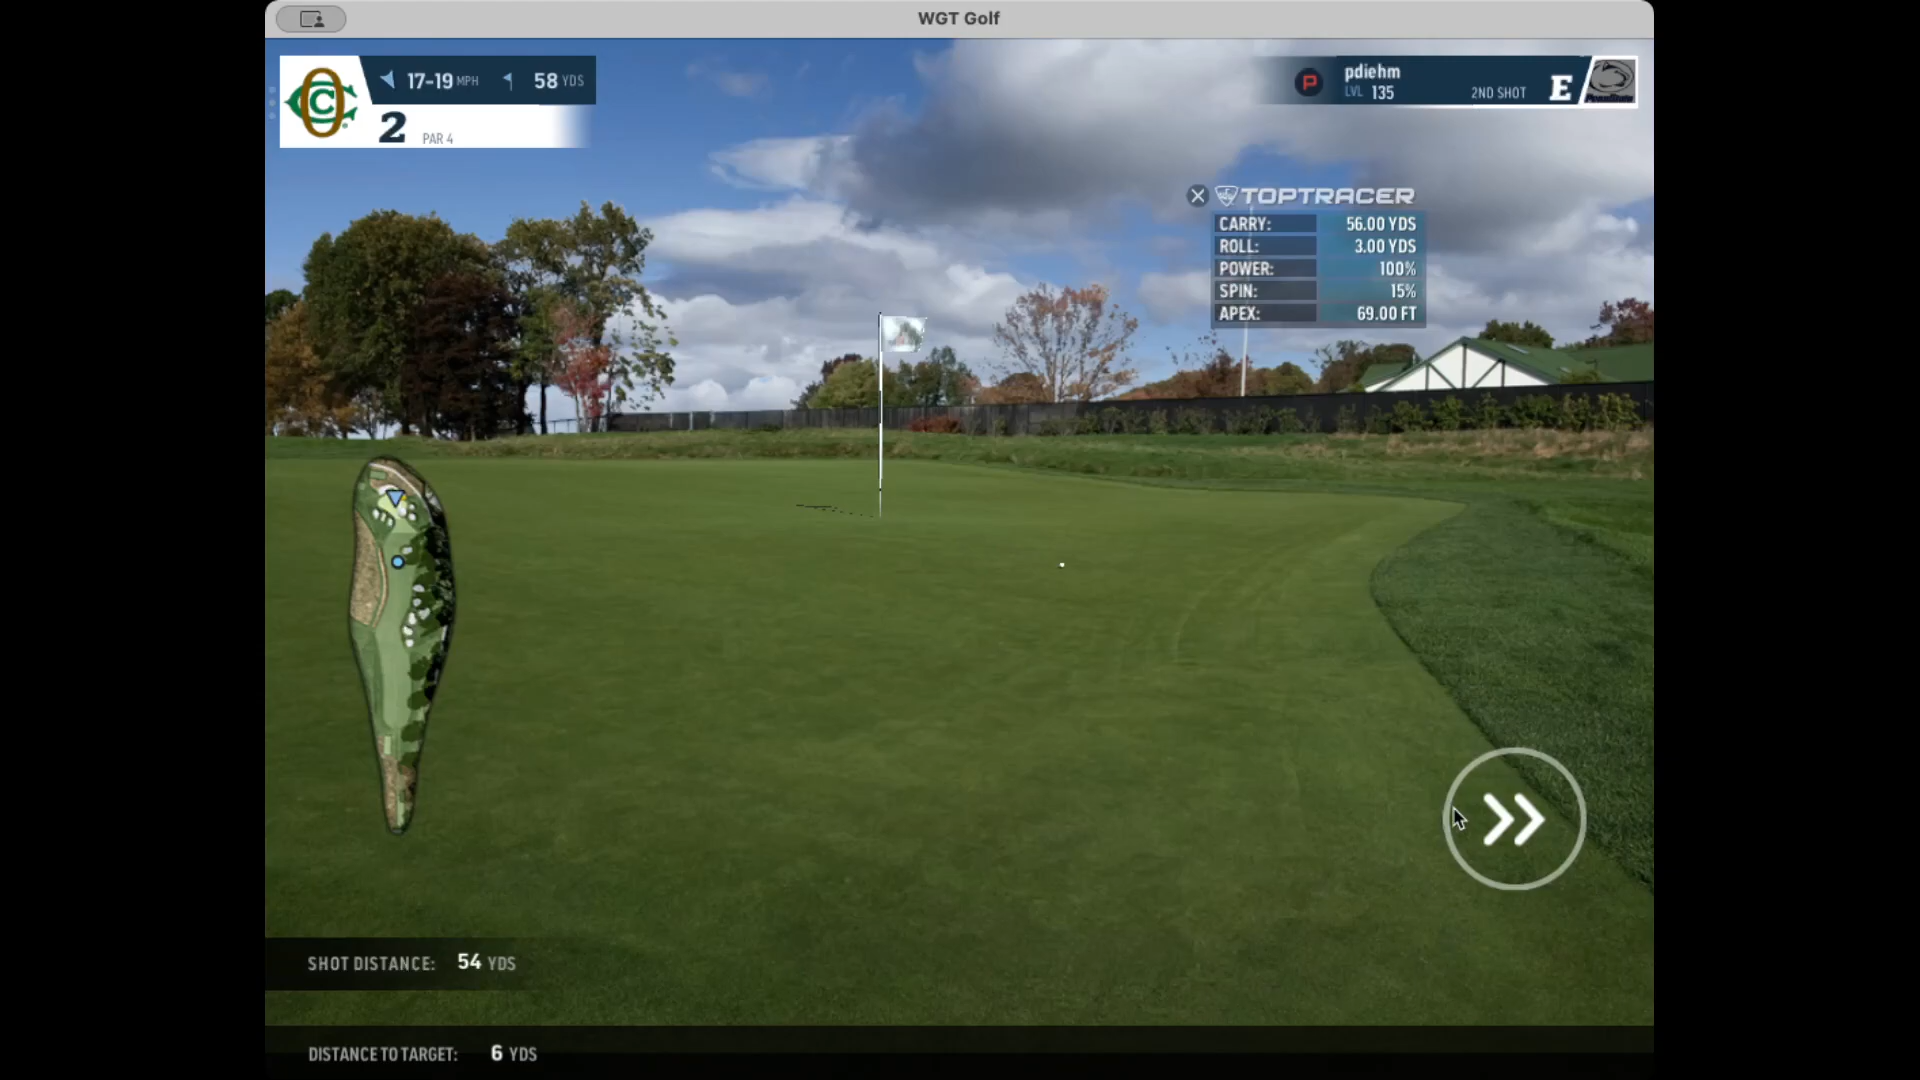 WGT Golf
17-19 MPH 58 YDS
2 PAR 4
P pdiehm
LVL 135 2ND SHOT E
TOPTRACER
CARRY: 56.00 YDS
ROLL: 3.00 YDS
POWER: 100%
SPIN: 15%
APEX: 69.00 FT
SHOT DISTANCE: 54 YDS
DISTANCE TO TARGET: 6 YDS